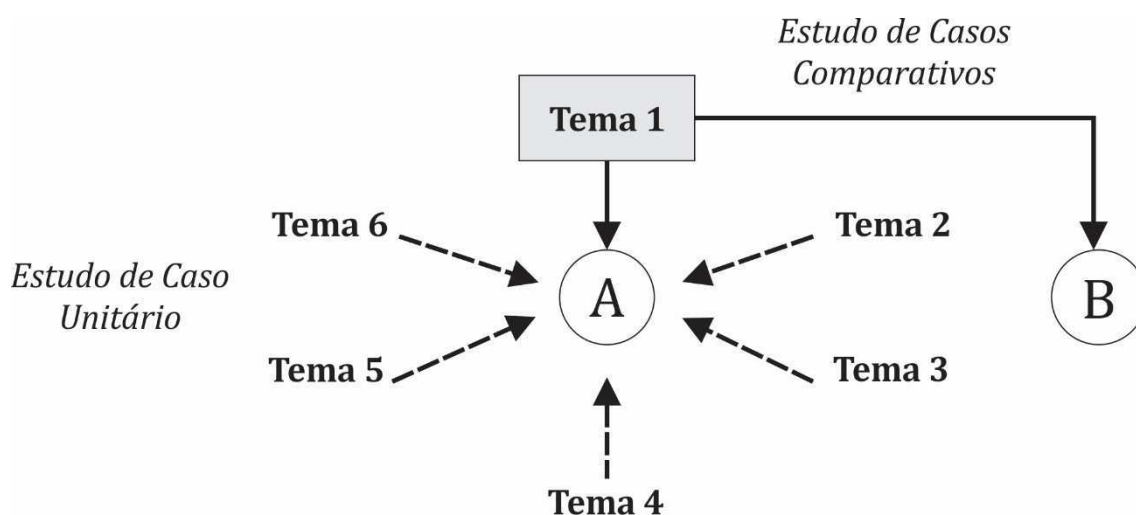 Estudo de Casos
Comparativos
Tema 1
Tema 6
Tema 2
Estudo de Caso
Unitário
A
B
Tema 5
Tema 3
Tema 4